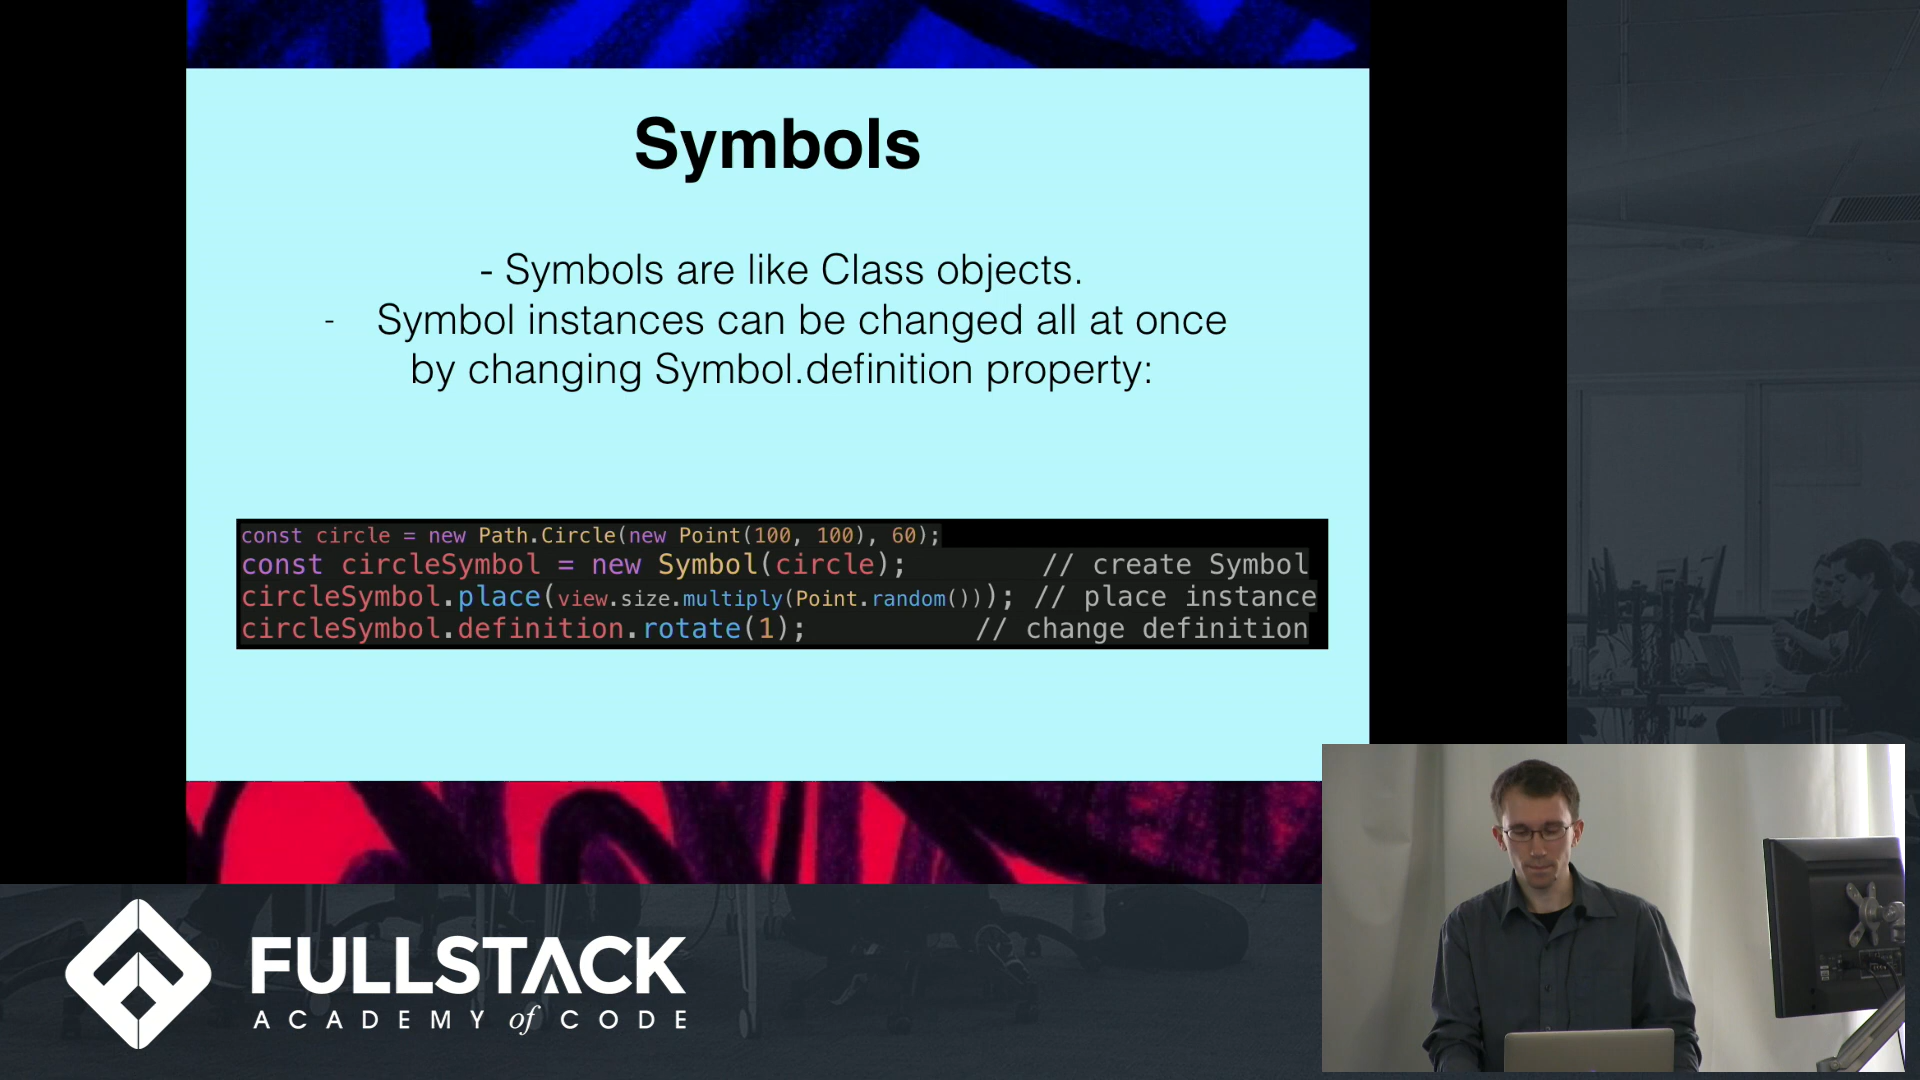 Symbols
- Symbols are like Class objects.
- Symbol instances can be changed all at once
by changing Symbol.definition property:
const circle = new Path.Circle(new Point(100, 100), 60);
const circleSymbol = new Symbol(circle); // create Symbol
circleSymbol.place(view.size.multiply(Point.random())); // place instance
circleSymbol.definition.rotate(1); // change definition
FULLSTACK
ACADEMY of CODE